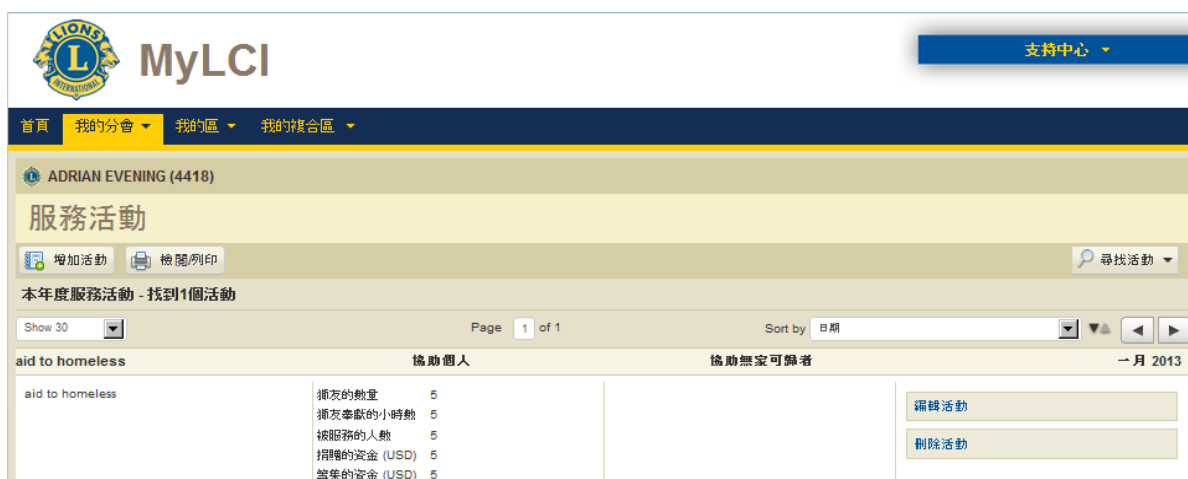 LIONS
L
INTERNATIONAL
MyLCI
支持中心
首頁 我的分會 我的區 我的複合區
ADRIAN EVENING (4418)
服務活動
增加活動 檢閱/列印 尋找活動
本年度服務活動 - 找到1個活動
Show 30 Page 1 of 1 Sort by 日期
aid to homeless 協助個人 協助無家可歸者 一月 2013
aid to homeless 獅友的數量 5 編輯活動
獅友奉獻的小時數 5
被服務的人數 5 刪除活動
捐贈的資金 (USD) 5
籌集的資金 (USD) 5